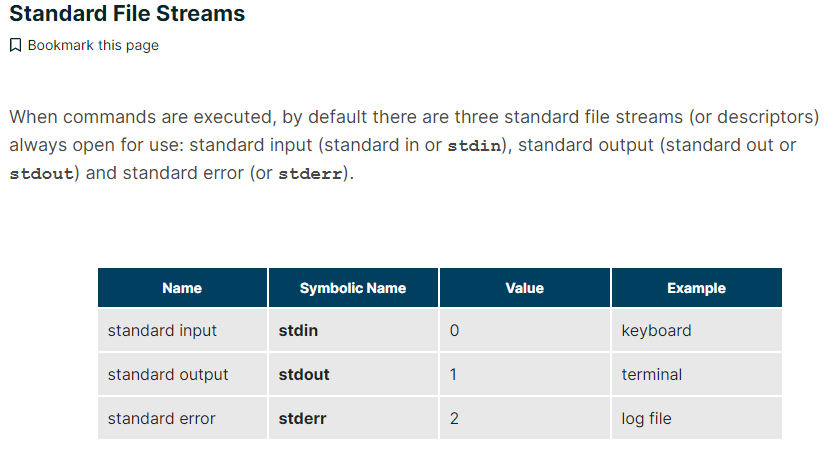 Standard File Streams
Bookmark this page
When commands are executed, by default there are three standard file streams (or descriptors)
always open for use: standard input (standard in or stdin), standard output (standard out or
stdout) and standard error (or stderr).
Name Symbolic Name Value Example
standard input stdin 0 keyboard
standard output stdout 1 terminal
standard error stderr 2 log file